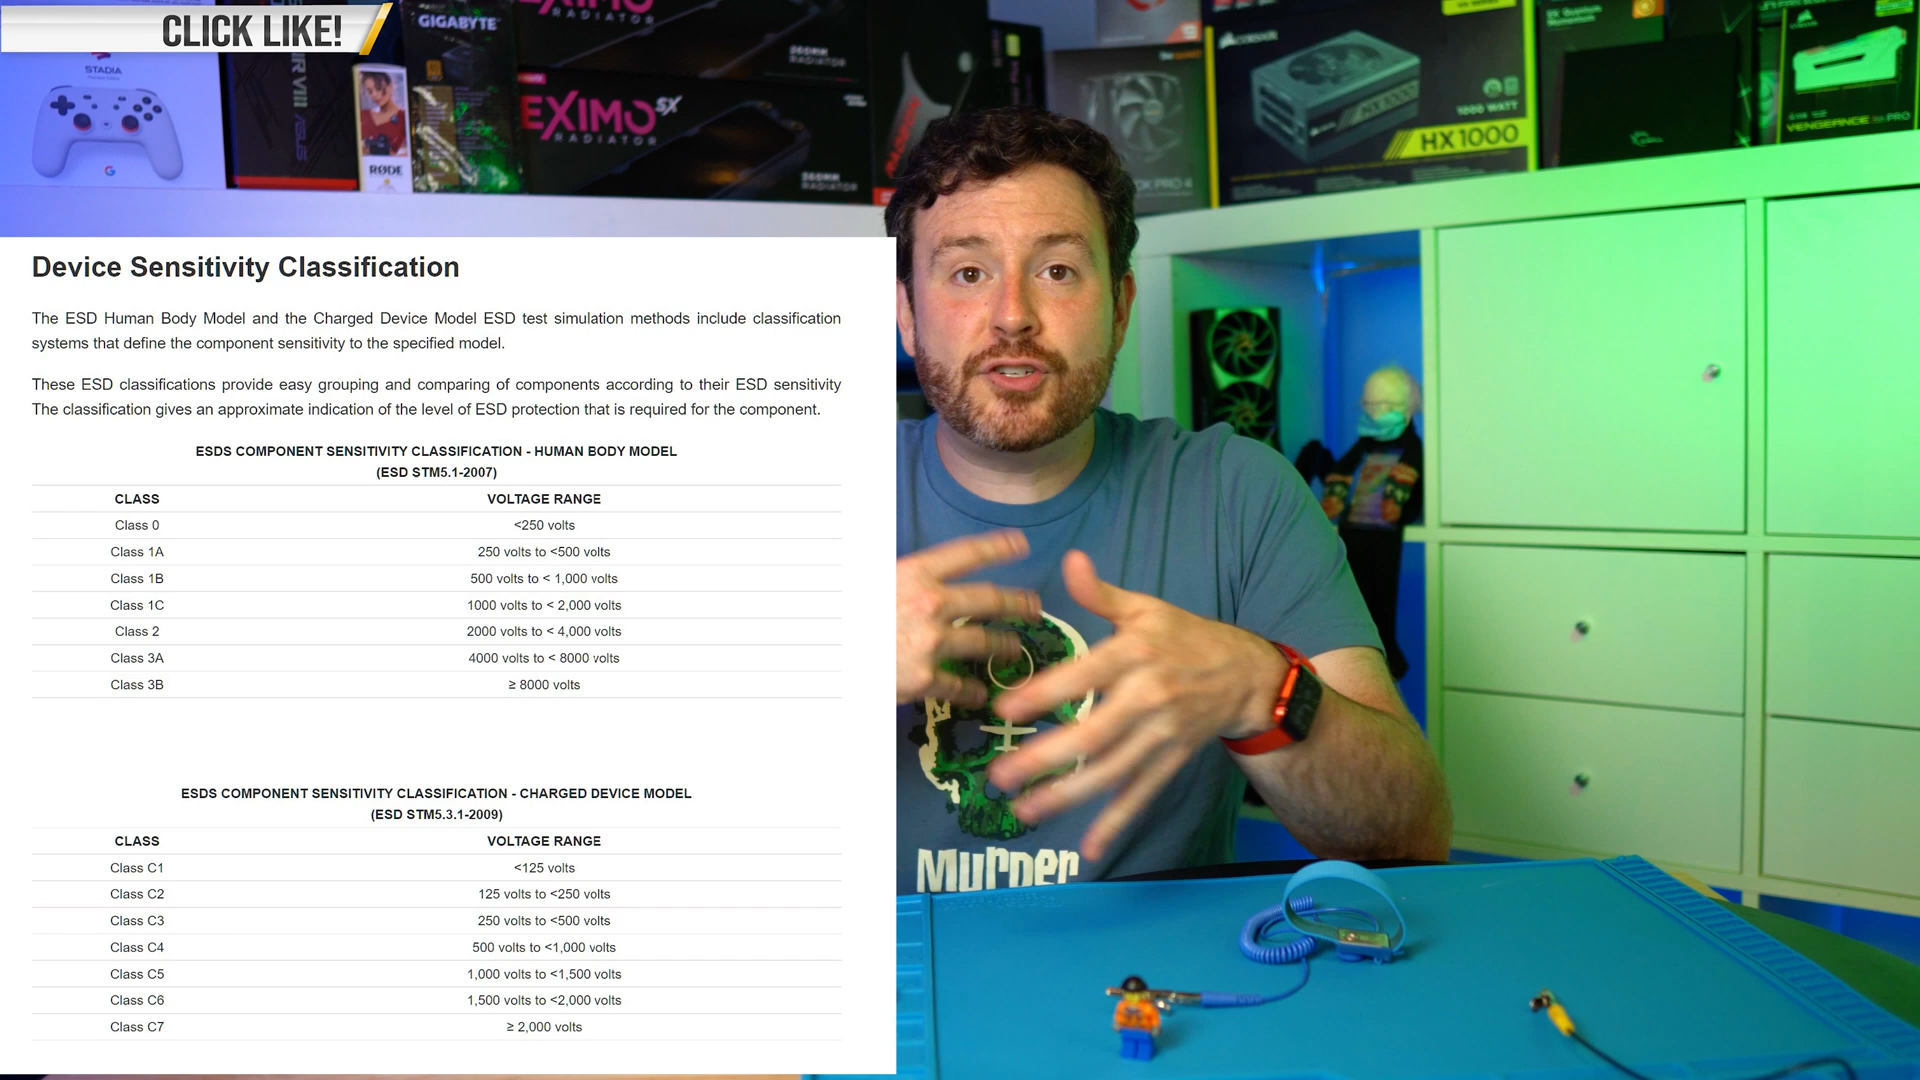 CLICK LIKE!
GIGABYTE
RADIATOR
STADIA
EXIMO SX
RADIATOR
360MM
RADIATOR
RØDE
G
CORSAIR
1000 WATT
HX1000
VENGEANCE
PRO
Device Sensitivity Classification
The ESD Human Body Model and the Charged Device Model ESD test simulation methods include classification
systems that define the component sensitivity to the specified model.
These ESD classifications provide easy grouping and comparing of components according to their ESD sensitivity
The classification gives an approximate indication of the level of ESD protection that is required for the component.
ESDS COMPONENT SENSITIVITY CLASSIFICATION - HUMAN BODY MODEL
(ESD STM5.1-2007)
CLASS VOLTAGE RANGE
Class 0 <250 volts
Class 1A 250 volts to <500 volts
Class 1B 500 volts to < 1,000 volts
Class 1C 1000 volts to < 2,000 volts
Class 2 2000 volts to < 4,000 volts
Class 3A 4000 volts to < 8000 volts
Class 3B ≥ 8000 volts
ESDS COMPONENT SENSITIVITY CLASSIFICATION - CHARGED DEVICE MODEL
(ESD STM5.3.1-2009)
CLASS VOLTAGE RANGE
Class C1 <125 volts
Class C2 125 volts to <250 volts
Class C3 250 volts to <500 volts
Class C4 500 volts to <1,000 volts
Class C5 1,000 volts to <1,500 volts
Class C6 1,500 volts to <2,000 volts
Class C7 ≥ 2,000 volts
Murder